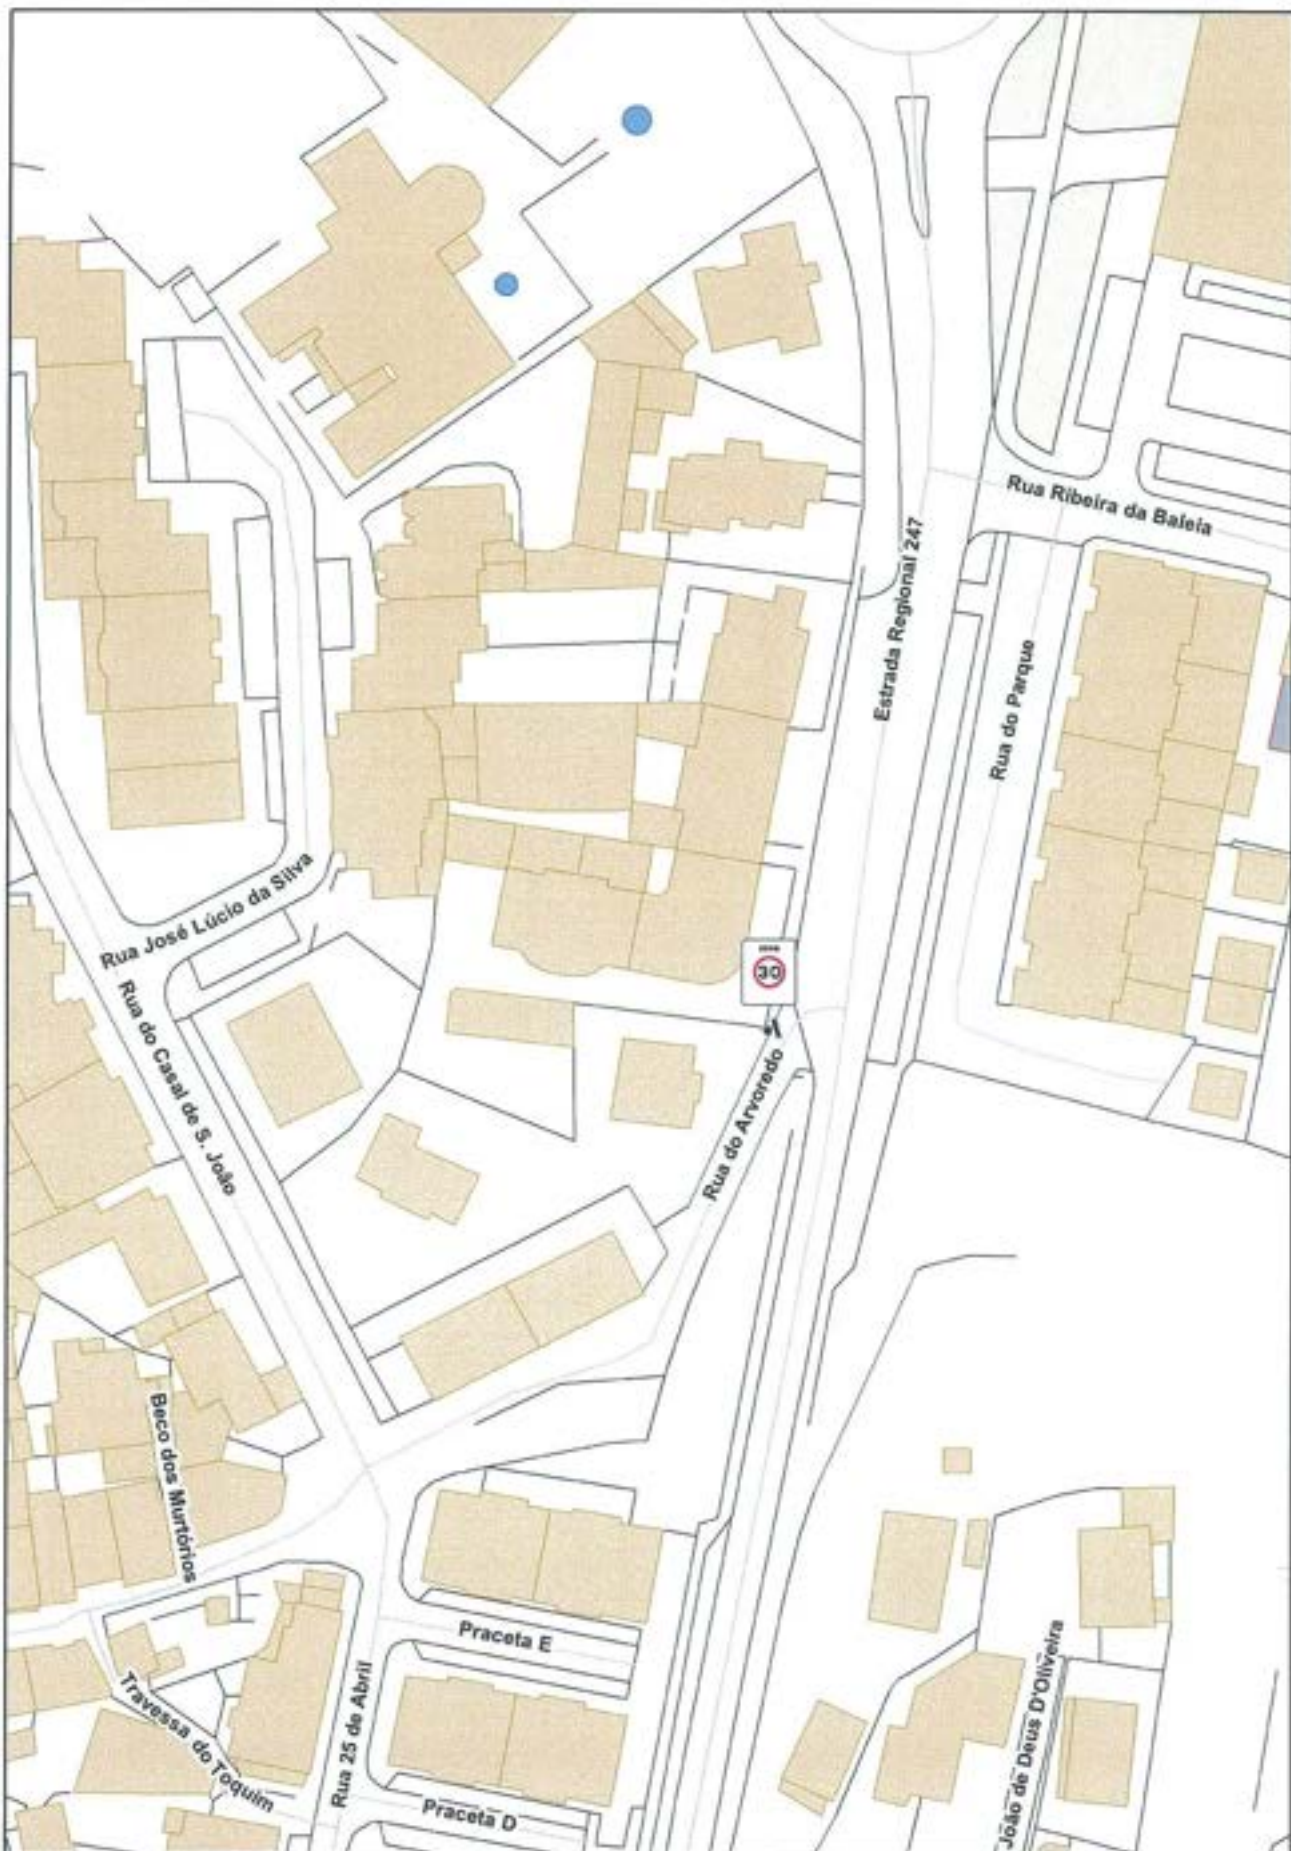 Rua Ribeira da Baleia
Estrada Regional 247
Rua do Parque
Rua José Lúcio da Silva
ZONA
30
Rua do Casal de S. João
Rua do Arvoredo
Beco dos Murtórios
Praceta E
João de Deus D'Oliveira
Rua 25 de Abril
Travessa do Toquim
Praceta D